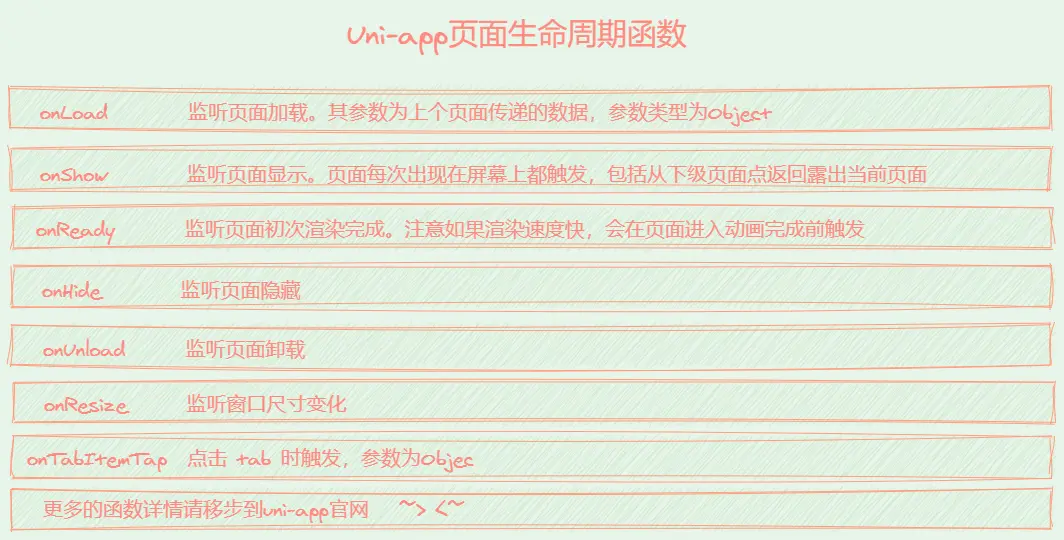 Uni-app页面生命周期函数
onLoad 监听页面加载。其参数为上个页面传递的数据，参数类型为Object
onShow 监听页面显示。页面每次出现在屏幕上都触发，包括从下级页面点返回露出当前页面
onReady 监听页面初次渲染完成。注意如果渲染速度快，会在页面进入动画完成前触发
onHide 监听页面隐藏
onUnload 监听页面卸载
onResize 监听窗口尺寸变化
onTabItemTap 点击 tab 时触发，参数为Objec
更多的函数详情请移步到uni-app官网 ~> <~